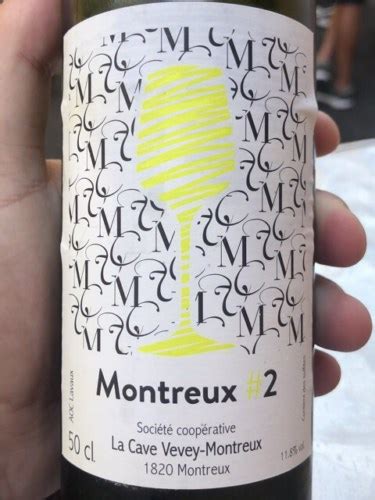 Montreux #2
AOC Lavaux
Société coopérative
50 cl.
La Cave Vevey-Montreux
11.8% vol
1820 Montreux